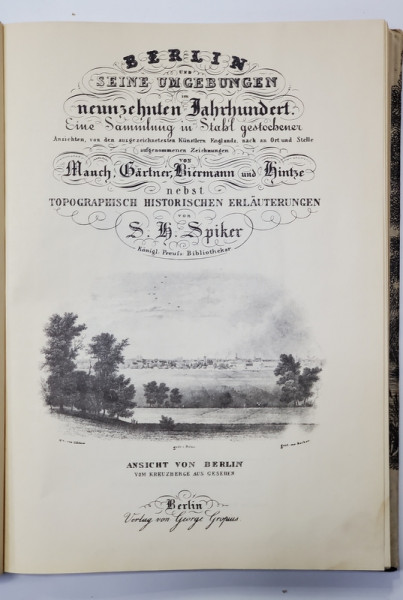 BERLIN
UND
SEINE UMGEBUNGEN
im
neunzehnten Jahrhundert.
Eine Sammlung in Stahl gestochener
Ansichten, von den ausgezeichnetesten Künstlern Englands, nach an Ort und Stelle
aufgenommenen Zeichnungen
VON
Mauch, Gärtner, Biermann und Hintze
nebst
TOPOGRAPHISCH HISTORISCHEN ERLÄUTERUNGEN
VON
S. H. Spiker
Königl. Preuſs. Bibliothekar
ANSICHT VON BERLIN
VOM KREUZBERGE AUS GESEHEN
Berlin
Verlag von George Gropius.